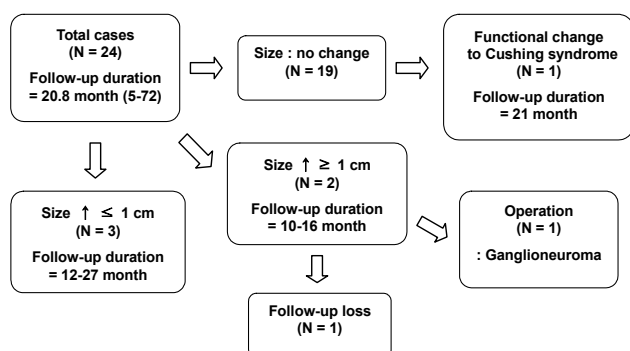 Total cases
(N = 24)
Follow-up duration
= 20.8 month (5-72)
Size : no change
(N = 19)
Functional change
to Cushing syndrome
(N = 1)
Follow-up duration
= 21 month
Size ↑ ≥ 1 cm
(N = 2)
Follow-up duration
= 10-16 month
Size ↑ ≤ 1 cm
(N = 3)
Follow-up duration
= 12-27 month
Operation
(N = 1)
: Ganglioneuroma
Follow-up loss
(N = 1)